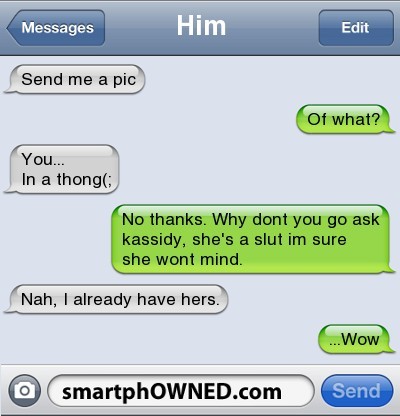 Messages
Him
Edit
Send me a pic
Of what?
You...
In a thong(;
No thanks. Why dont you go ask
kassidy, she's a slut im sure
she wont mind.
Nah, I already have hers.
...Wow
smartphOWNED.com
Send